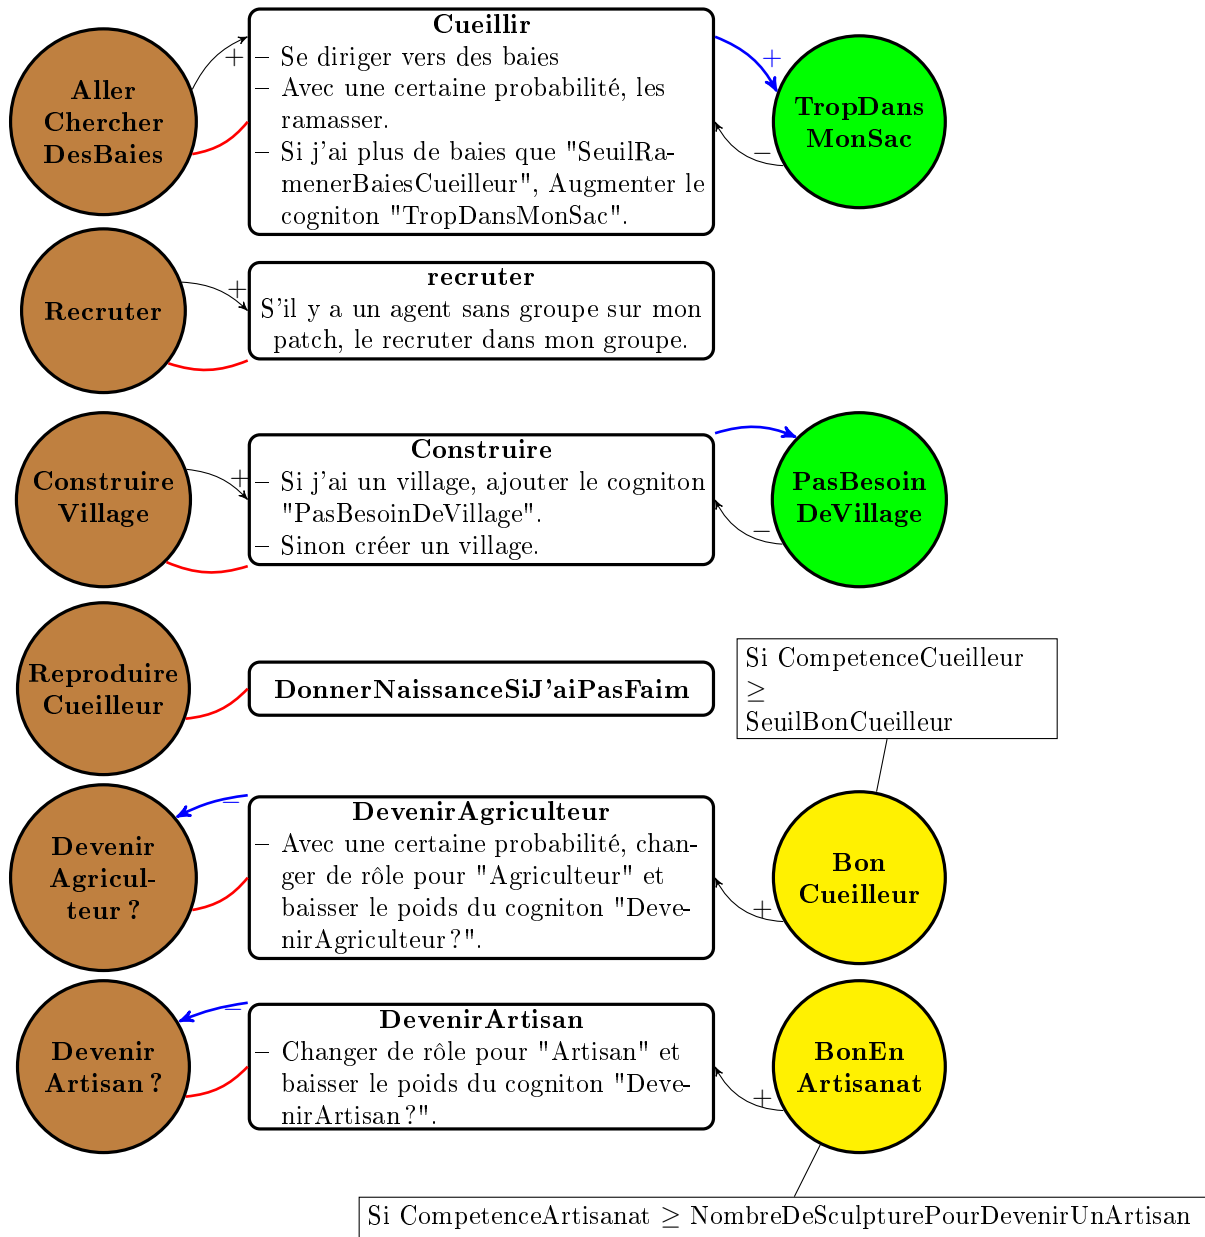 Aller
Chercher
DesBaies
+
Cueillir
– Se diriger vers des baies
– Avec une certaine probabilité, les
ramasser.
– Si j'ai plus de baies que "SeuilRa-
menerBaiesCueilleur", Augmenter le
cogniton "TropDansMonSac".
+
–
TropDans
MonSac
Recruter
+
recruter
S'il y a un agent sans groupe sur mon
patch, le recruter dans mon groupe.
Construire
Village
+
Construire
– Si j'ai un village, ajouter le cogniton
"PasBesoinDeVillage".
– Sinon créer un village.
–
PasBesoin
DeVillage
Reproduire
Cueilleur
DonnerNaissanceSiJ'aiPasFaim
Si CompetenceCueilleur
≥
SeuilBonCueilleur
Devenir
Agricul-
teur ?
–
DevenirAgriculteur
– Avec une certaine probabilité, chan-
ger de rôle pour "Agriculteur" et
baisser le poids du cogniton "Deve-
nirAgriculteur ?".
+
Bon
Cueilleur
Devenir
Artisan ?
–
DevenirArtisan
– Changer de rôle pour "Artisan" et
baisser le poids du cogniton "Deve-
nirArtisan ?".
+
BonEn
Artisanat
Si CompetenceArtisanat ≥ NombreDeSculpturePourDevenirUnArtisan